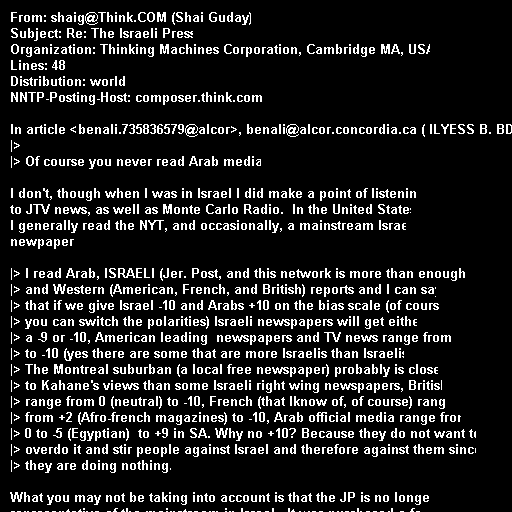 From: shaig@Think.COM (Shai Guday)
Subject: Re: The Israeli Press
Organization: Thinking Machines Corporation, Cambridge MA, USA
Lines: 48
Distribution: world
NNTP-Posting-Host: composer.think.com

In article <benali.735836579@alcor>, benali@alcor.concordia.ca ( ILYESS B. BD
|>
|> Of course you never read Arab media

I don't, though when I was in Israel I did make a point of listenin
to JTV news, as well as Monte Carlo Radio.  In the United State
I generally read the NYT, and occasionally, a mainstream Israe
newpaper

|> I read Arab, ISRAELI (Jer. Post, and this network is more than enough
|> and Western (American, French, and British) reports and I can say
|> that if we give Israel -10 and Arabs +10 on the bias scale (of cours
|> you can switch the polarities) Israeli newspapers will get eithe
|> a -9 or -10, American leading  newspapers and TV news range from
|> to -10 (yes there are some that are more Israelis than Israelis
|> The Montreal suburban (a local free newspaper) probably is close
|> to Kahane's views than some Israeli right wing newspapers, British
|> range from 0 (neutral) to -10, French (that Iknow of, of course) rang
|> from +2 (Afro-french magazines) to -10, Arab official media range from
|> 0 to -5 (Egyptian)  to +9 in SA. Why no +10? Because they do not want to
|> overdo it and stir people against Israel and therefore against them since
|> they are doing nothing.

What you may not be taking into account is that the JP is no longe